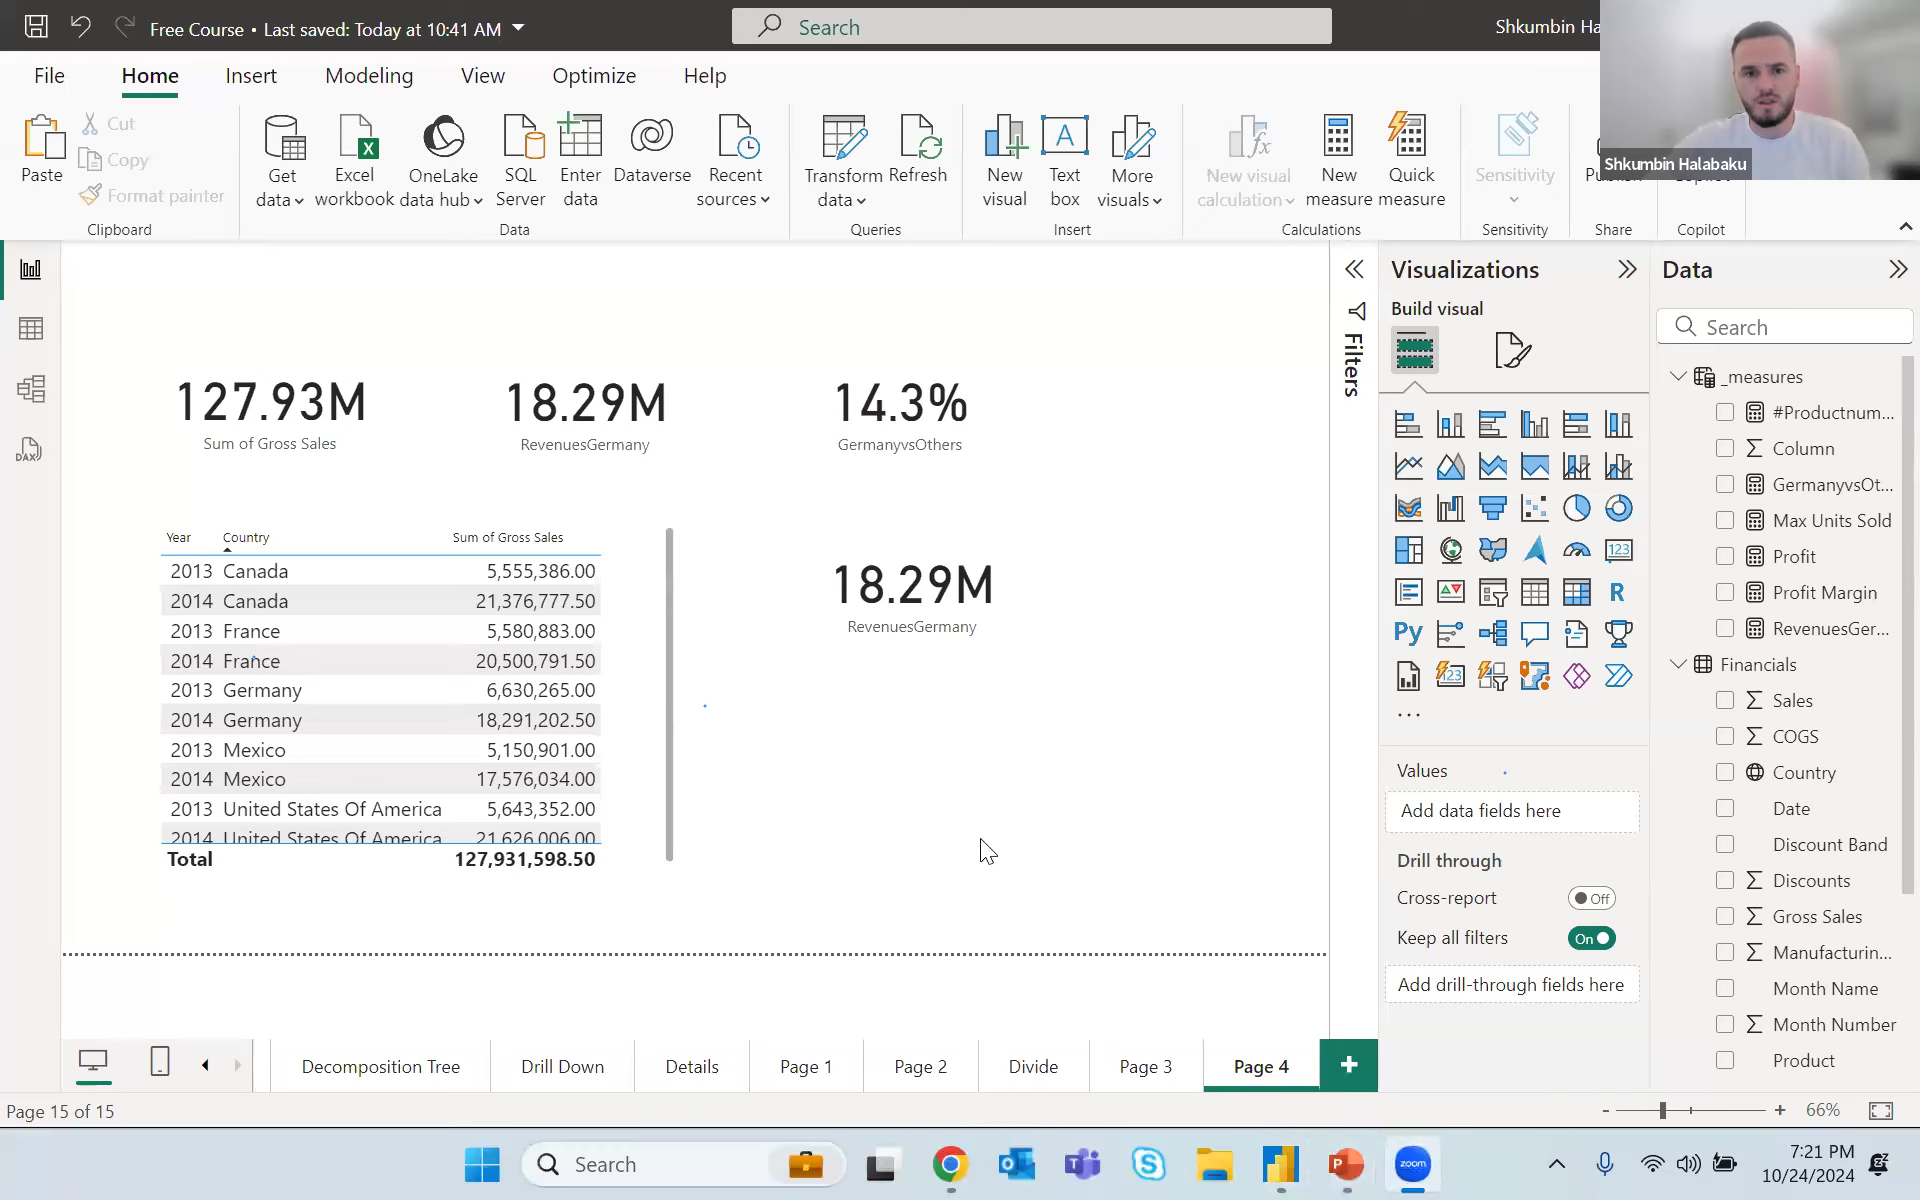 Free Course • Last saved: Today at 10:41 AM
Search
Shkumbin Ha
File
Home
Insert
Modeling
View
Optimize
Help
Paste
Cut
Copy
Format painter
Clipboard
Get data
Excel workbook
OneLake data hub
SQL Server
Enter data
Dataverse
Recent sources
Data
Transform data
Refresh
Queries
New visual
Text box
More visuals
Insert
New visual calculation
New measure
Quick measure
Calculations
Sensitivity
Sensitivity
Share
Copilot
Shkumbin Halabaku
DAX
127.93M
Sum of Gross Sales
18.29M
RevenuesGermany
14.3%
GermanyvsOthers
18.29M
RevenuesGermany
Year Country Sum of Gross Sales
2013 Canada 5,555,386.00
2014 Canada 21,376,777.50
2013 France 5,580,883.00
2014 France 20,500,791.50
2013 Germany 6,630,265.00
2014 Germany 18,291,202.50
2013 Mexico 5,150,901.00
2014 Mexico 17,576,034.00
2013 United States Of America 5,643,352.00
2014 United States Of America 21,626,006.00
Total 127,931,598.50
Filters
Visualizations
Build visual
123
R
Py
123
Values
Add data fields here
Drill through
Cross-report Off
Keep all filters On
Add drill-through fields here
Data
Search
_measures
#Productnum...
Column
GermanyvsOt...
Max Units Sold
Profit
Profit Margin
RevenuesGer...
Financials
Sales
COGS
Country
Date
Discount Band
Discounts
Gross Sales
Manufacturin...
Month Name
Month Number
Product
Decomposition Tree
Drill Down
Details
Page 1
Page 2
Divide
Page 3
Page 4
Page 15 of 15
66%
Search
zoom
7:21 PM
10/24/2024